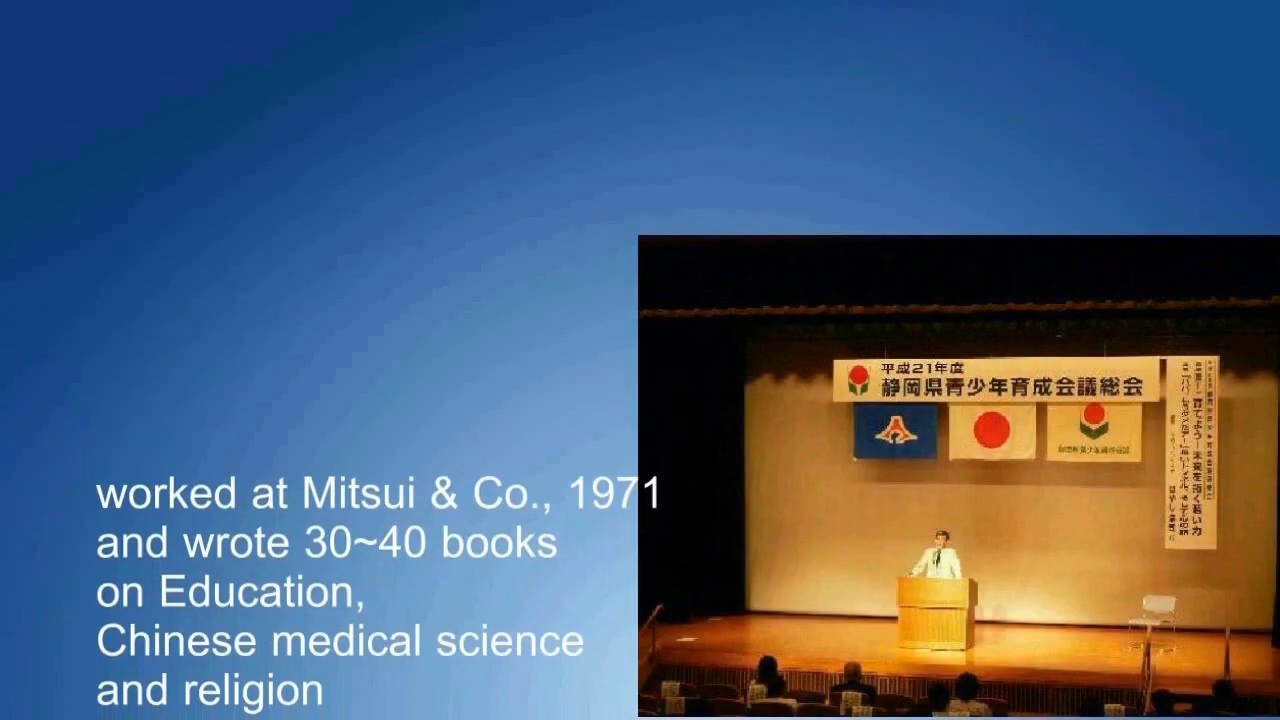 worked at Mitsui & Co., 1971
and wrote 30~40 books
on Education,
Chinese medical science
and religion
平成21年度
静岡県青少年育成会議総会